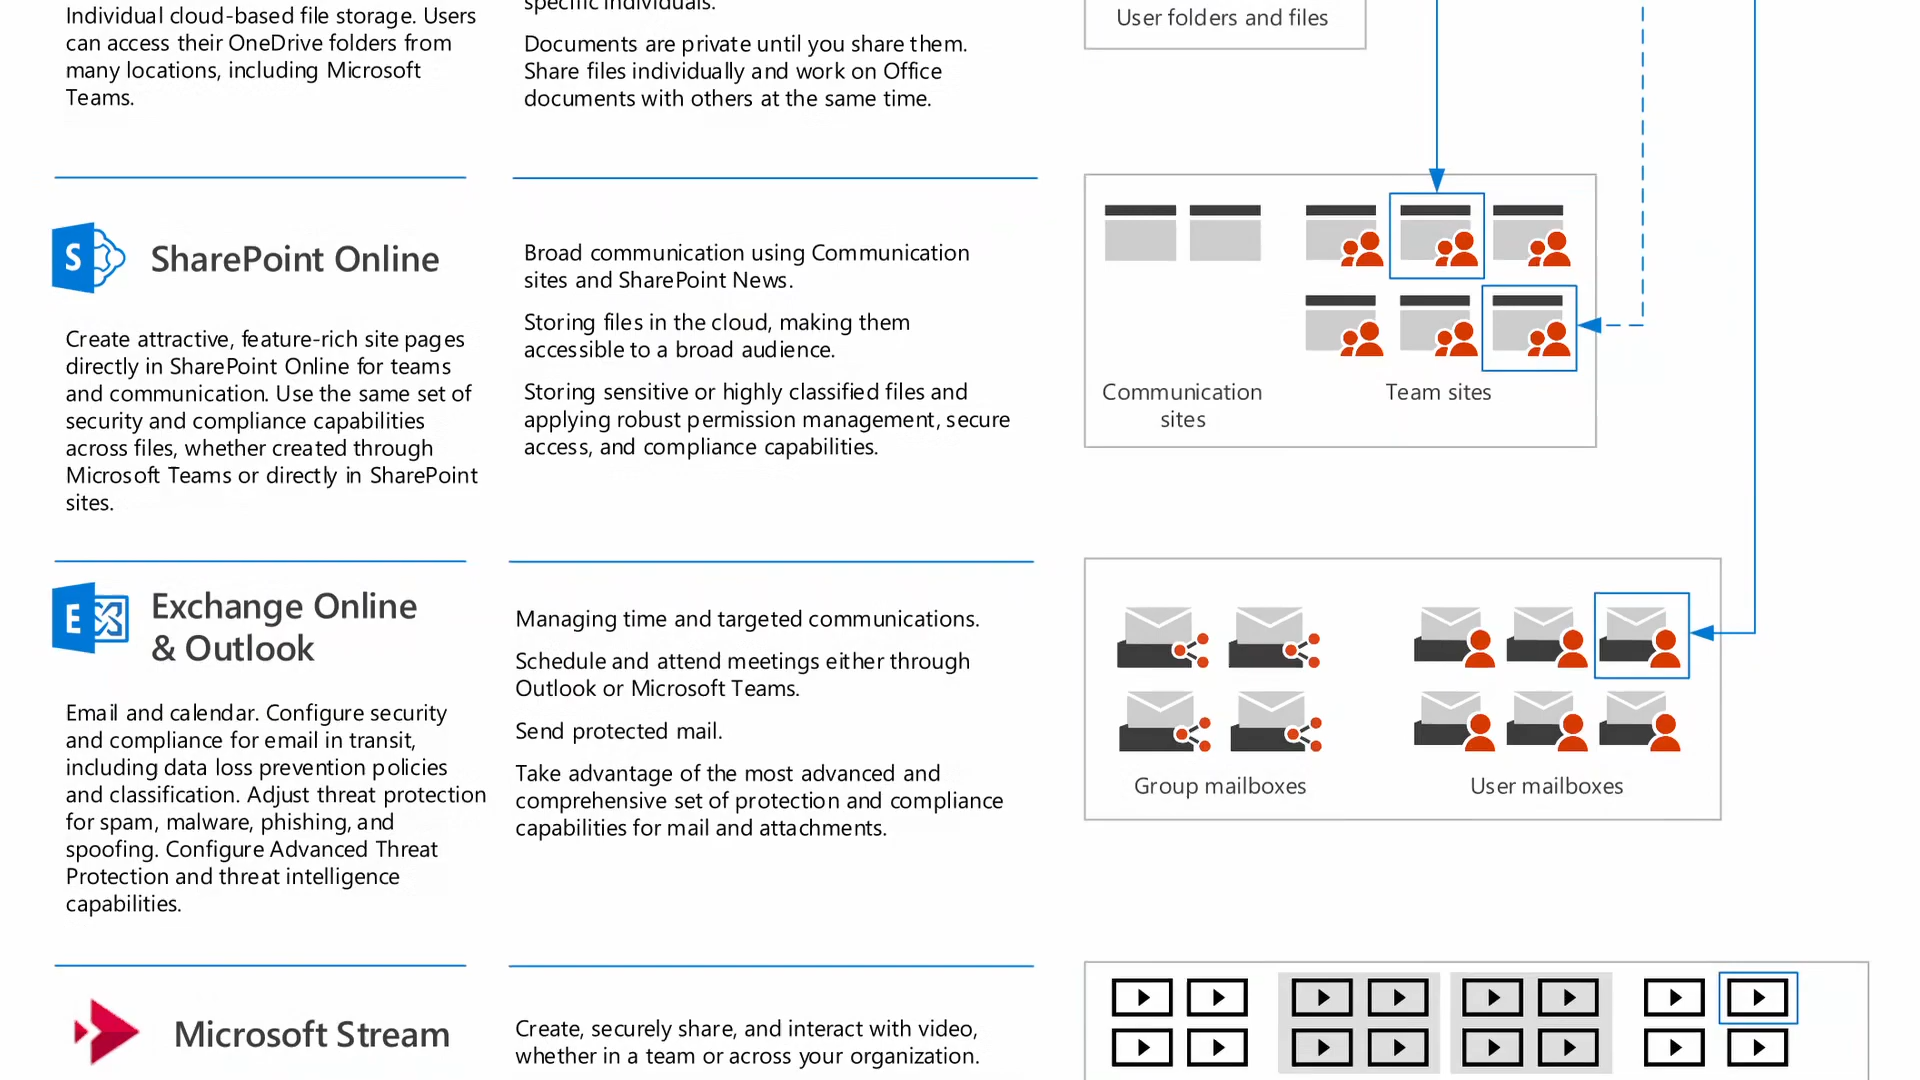 Individual cloud-based file storage. Users
can access their OneDrive folders from
many locations, including Microsoft
Teams.
specific individuals.
Documents are private until you share them.
Share files individually and work on Office
documents with others at the same time.
User folders and files
S
SharePoint Online
Create attractive, feature-rich site pages
directly in SharePoint Online for teams
and communication. Use the same set of
security and compliance capabilities
across files, whether created through
Microsoft Teams or directly in SharePoint
sites.
Broad communication using Communication
sites and SharePoint News.
Storing files in the cloud, making them
accessible to a broad audience.
Storing sensitive or highly classified files and
applying robust permission management, secure
access, and compliance capabilities.
Communication
sites
Team sites
E
Exchange Online
& Outlook
Email and calendar. Configure security
and compliance for email in transit,
including data loss prevention policies
and classification. Adjust threat protection
for spam, malware, phishing, and
spoofing. Configure Advanced Threat
Protection and threat intelligence
capabilities.
Managing time and targeted communications.
Schedule and attend meetings either through
Outlook or Microsoft Teams.
Send protected mail.
Take advantage of the most advanced and
comprehensive set of protection and compliance
capabilities for mail and attachments.
Group mailboxes
User mailboxes
Microsoft Stream
Create, securely share, and interact with video,
whether in a team or across your organization.